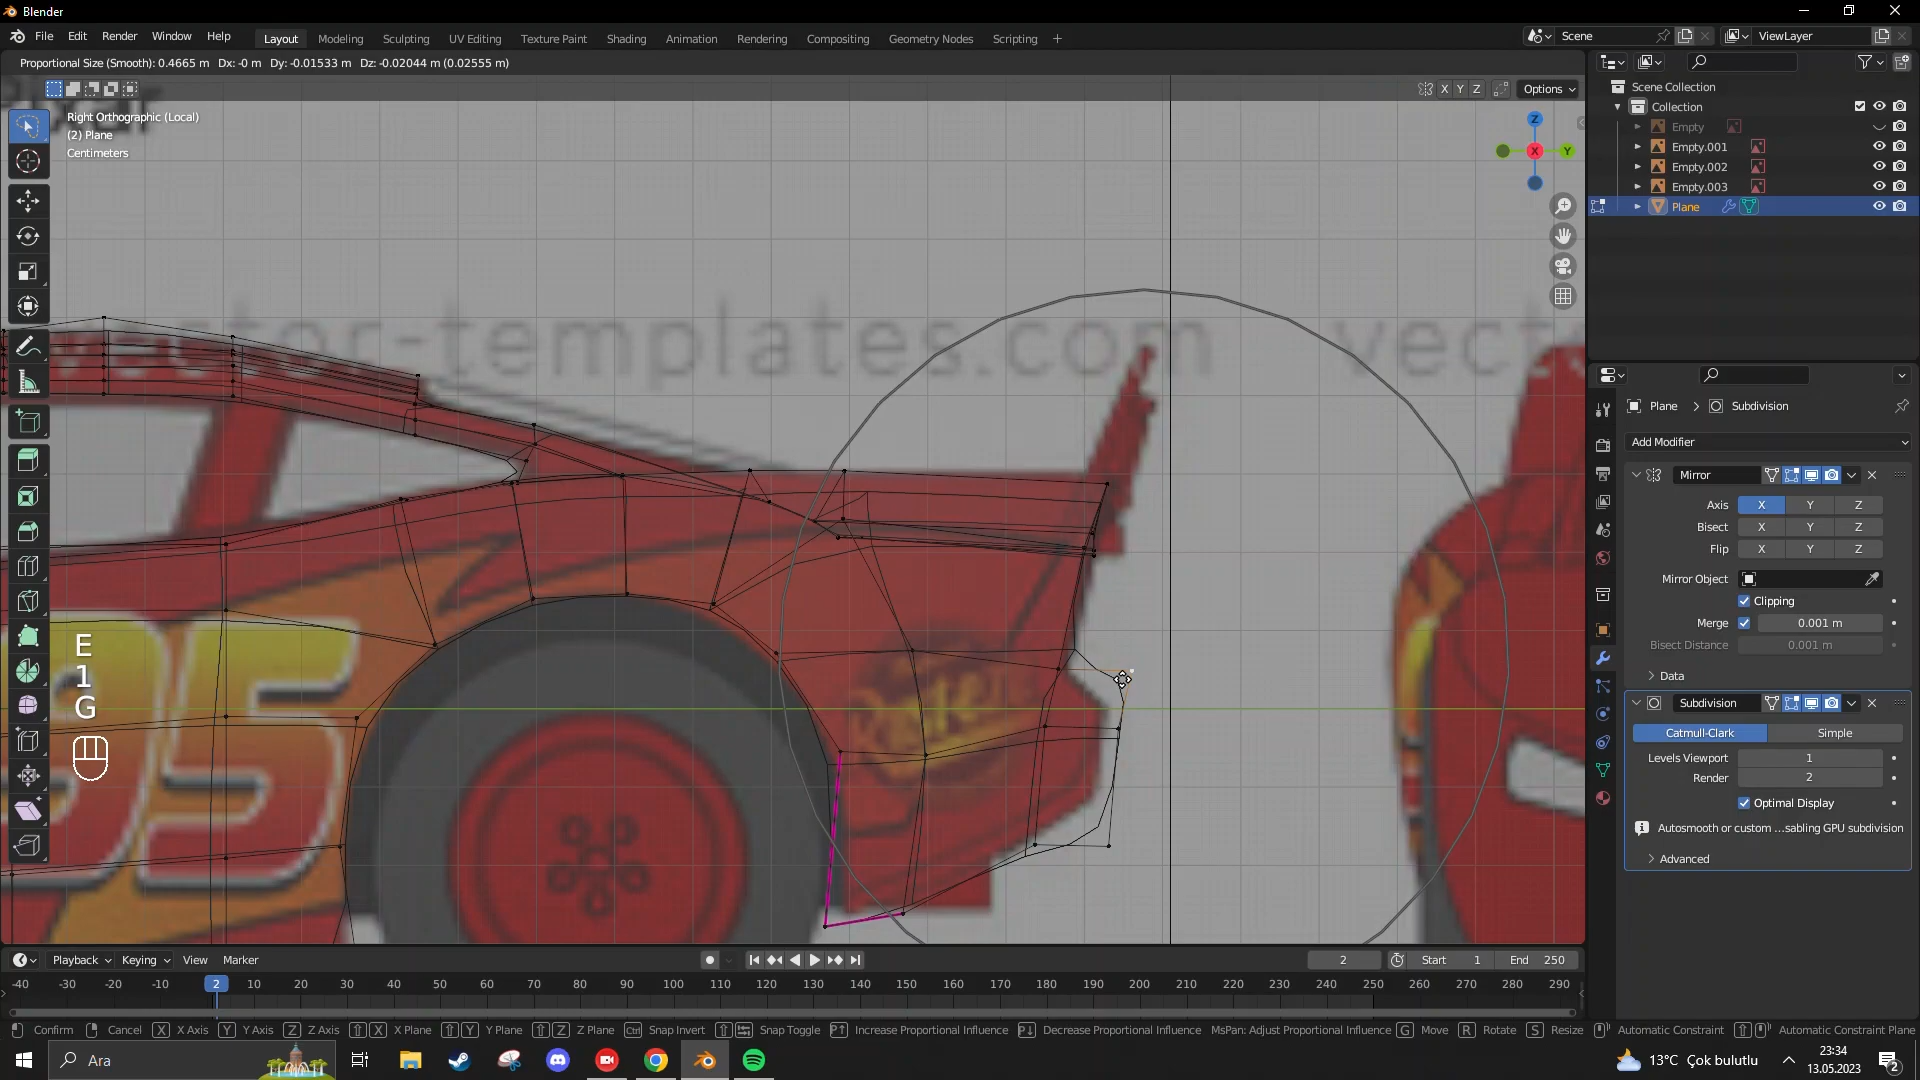 Blender
File Edit Render Window Help
Layout Modeling Sculpting UV Editing Texture Paint Shading Animation Rendering Compositing Geometry Nodes Scripting +
Scene ViewLayer
Proportional Size (Smooth): 0.4665 m Dx: -0 m Dy: -0.01533 m Dz: -0.02044 m (0.02555 m)
X Y Z Options
Right Orthographic (Local)
(2) Plane
Centimeters
Z
X Y
vector-templates.com vecto
E
1
G
95
Scene Collection
Collection
Empty
Empty.001
Empty.002
Empty.003
Plane
Plane > Subdivision
Add Modifier
Mirror
Axis X Y Z
Bisect X Y Z
Flip X Y Z
Mirror Object
Clipping
Merge 0.001 m
Bisect Distance 0.001 m
Data
Subdivision
Catmull-Clark Simple
Levels Viewport 1
Render 2
Optimal Display
Autosmooth or custom ...sabling GPU subdivision
Advanced
Playback Keying View Marker 2 Start 1 End 250
-40 -30 -20 -10 2 10 20 30 40 50 60 70 80 90 100 110 120 130 140 150 160 170 180 190 200 210 220 230 240 250 260 270 280 290
Confirm Cancel X X Axis Y Y Axis Z Z Axis X X Plane Y Y Plane Z Z Plane Ctrl Snap Invert Snap Toggle Increase Proportional Influence Decrease Proportional Influence MsPan: Adjust Proportional Influence G Move R Rotate S Resize Automatic Constraint Automatic Constraint Plane
Ara 13°C Çok bulutlu 23:34
13.05.2023 2